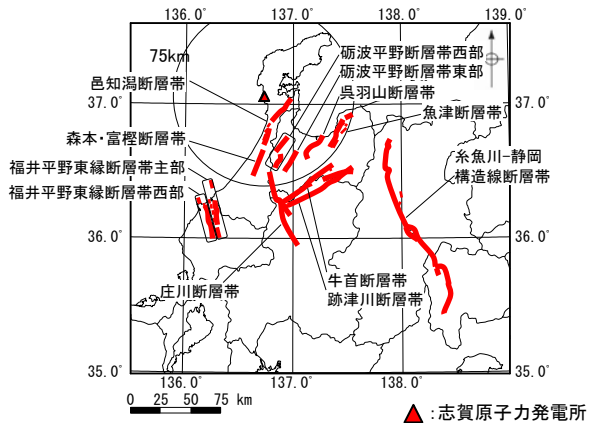 136.0° 137.0° 138.0° 139.0°
75km
砺波平野断層帯西部
砺波平野断層帯東部
呉羽山断層帯
魚津断層帯
邑知潟断層帯
37.0° 37.0°
森本・富樫断層帯
福井平野東縁断層帯主部
福井平野東縁断層帯西部
糸魚川-静岡
構造線断層帯
36.0° 36.0°
牛首断層帯
跡津川断層帯
庄川断層帯
35.0° 35.0°
136.0° 137.0° 138.0°
0 25 50 75 km
:志賀原子力発電所